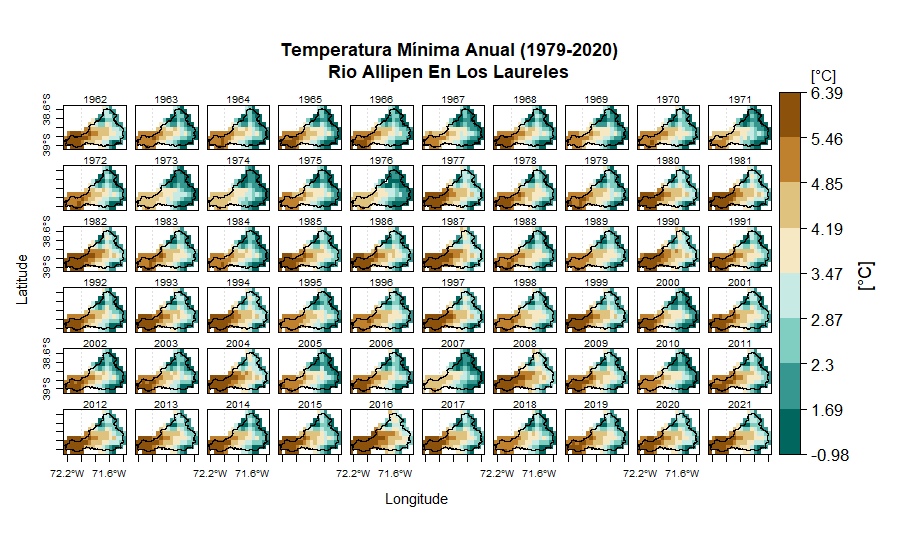 Temperatura Mínima Anual (1979-2020)
Rio Allipen En Los Laureles
[°C]
1962 1963 1964 1965 1966 1967 1968 1969 1970 1971
1972 1973 1974 1975 1976 1977 1978 1979 1980 1981
1982 1983 1984 1985 1986 1987 1988 1989 1990 1991
1992 1993 1994 1995 1996 1997 1998 1999 2000 2001
2002 2003 2004 2005 2006 2007 2008 2009 2010 2011
2012 2013 2014 2015 2016 2017 2018 2019 2020 2021
38.6°S
39°S
38.6°S
39°S
38.6°S
39°S
Latitude
72.2°W 71.6°W 72.2°W 71.6°W 72.2°W 71.6°W 72.2°W 71.6°W 72.2°W 71.6°W
Longitude
6.39
5.46
4.85
4.19
3.47
2.87
2.3
1.69
-0.98
[°C]